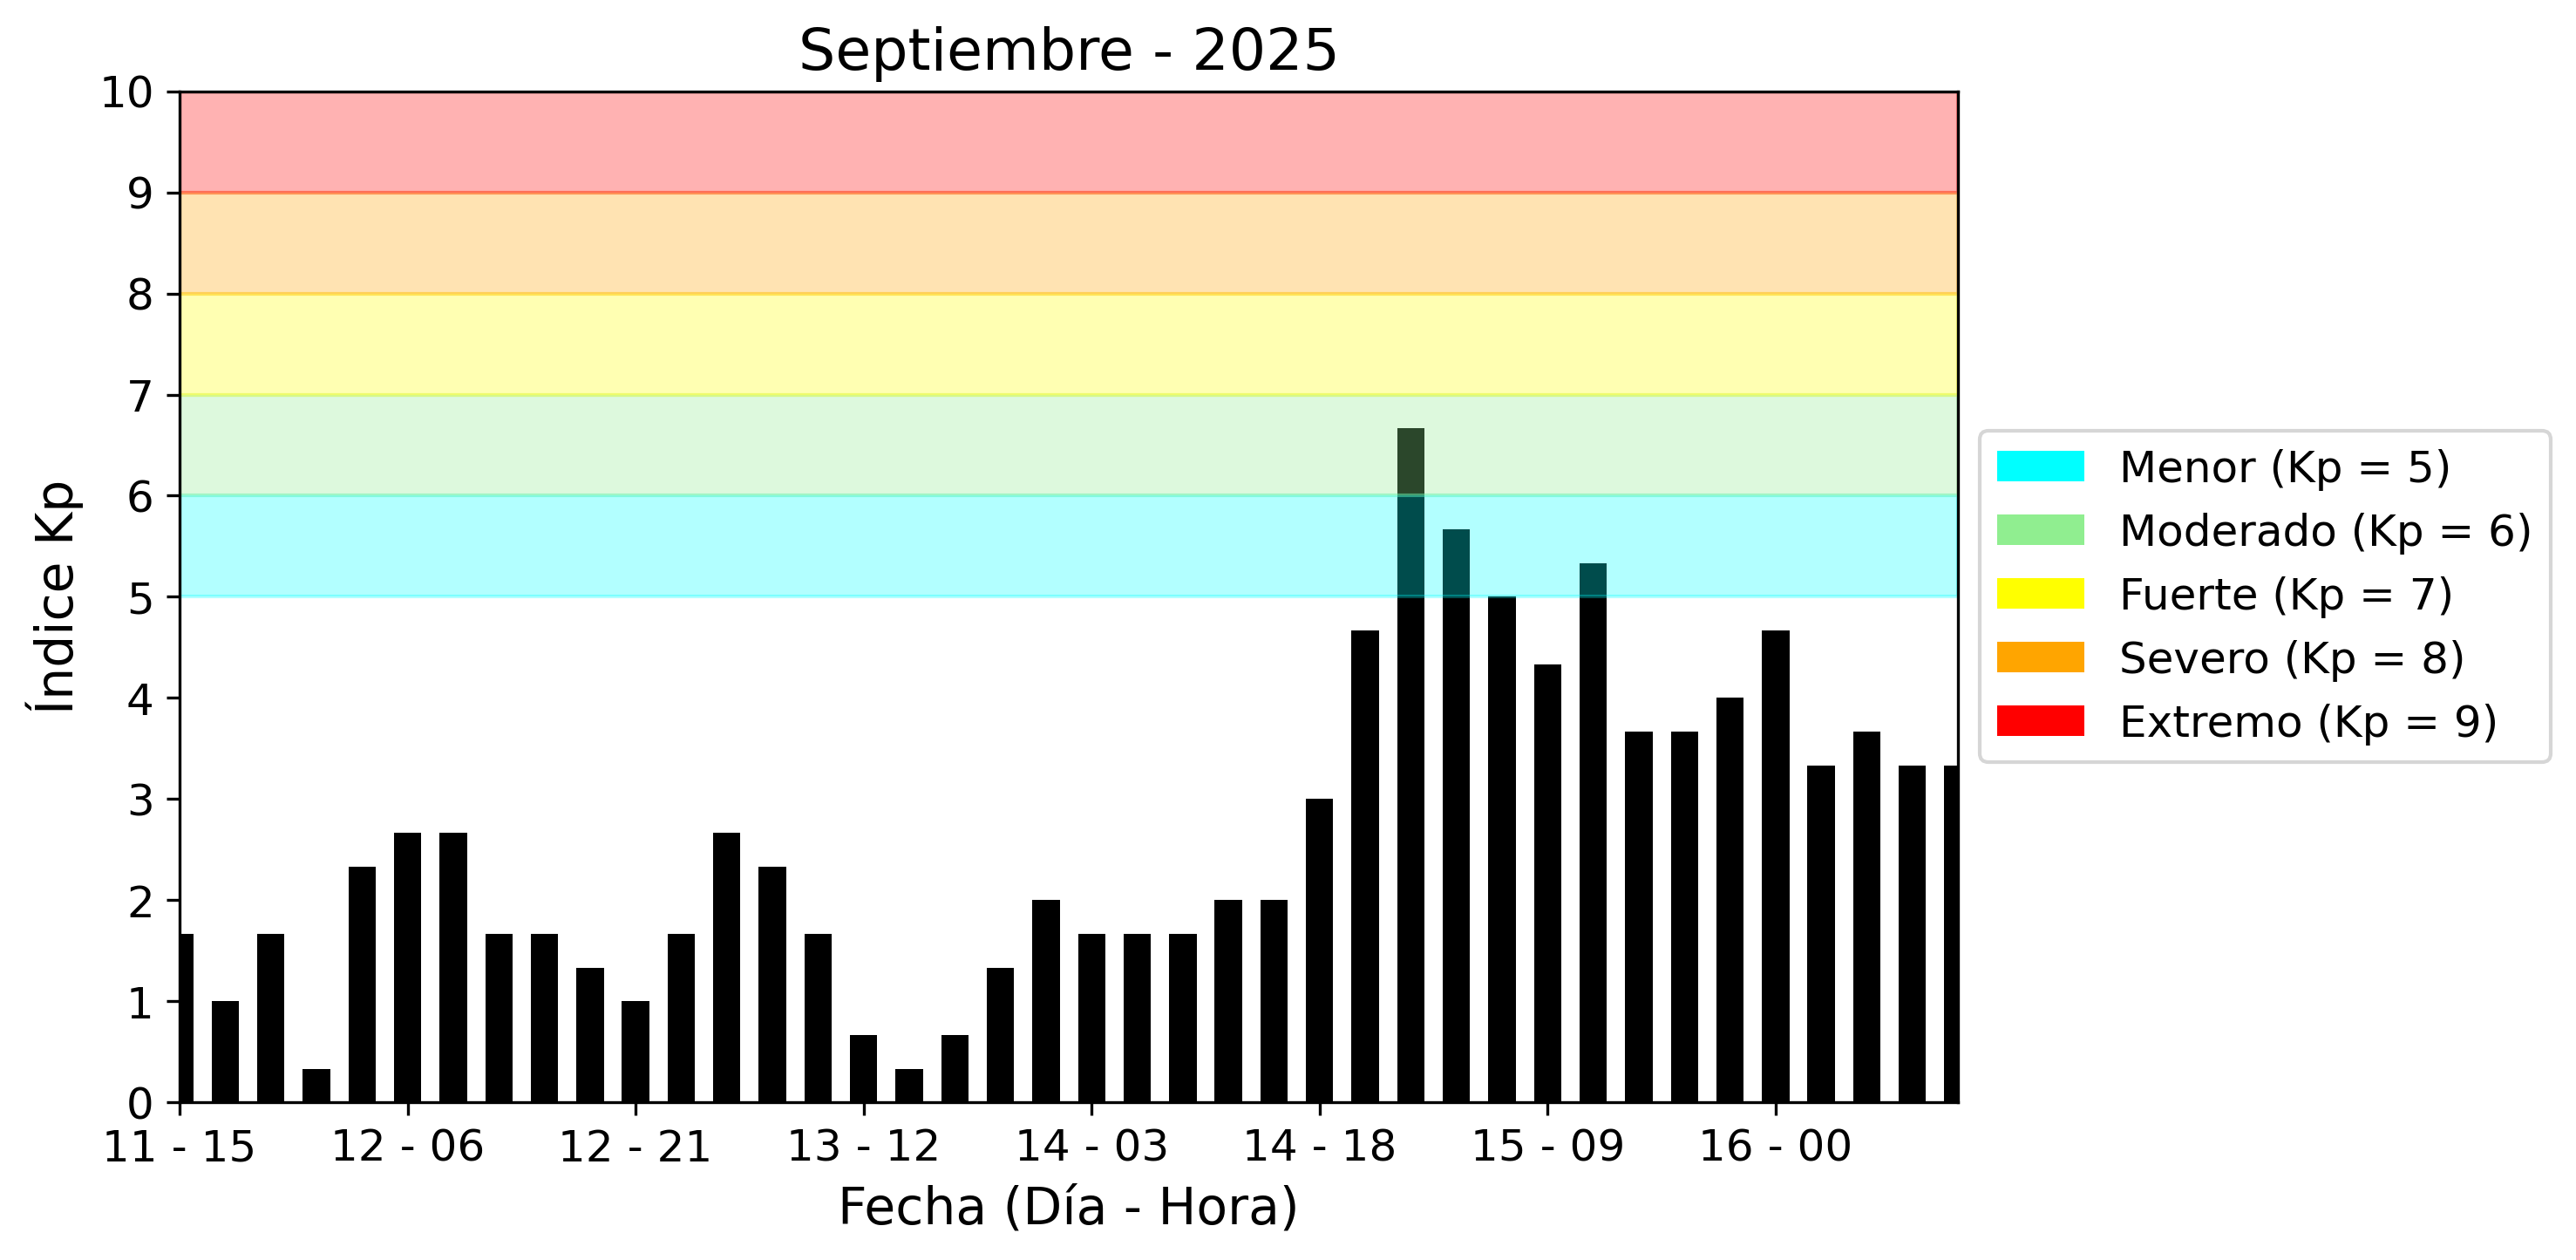 Septiembre - 2025
10
9
8
7
6
5
4
3
2
1
0
Índice Kp
11 - 15
12 - 06
12 - 21
13 - 12
14 - 03
14 - 18
15 - 09
16 - 00
Fecha (Día - Hora)
Menor (Kp = 5)
Moderado (Kp = 6)
Fuerte (Kp = 7)
Severo (Kp = 8)
Extremo (Kp = 9)